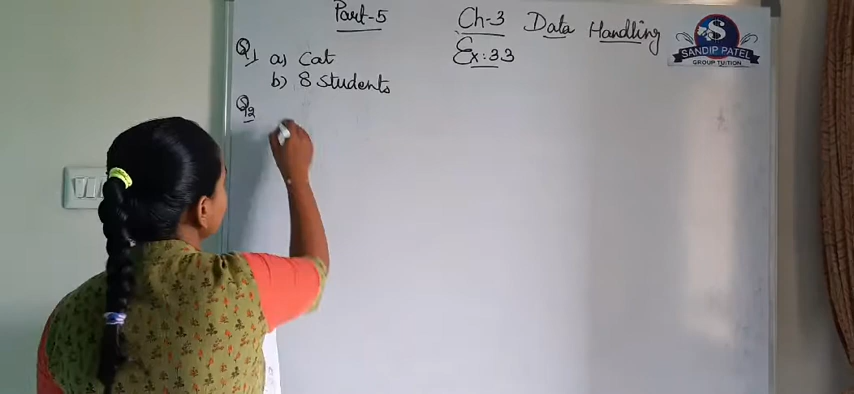 Part-5 Ch-3 Data Handling
Ex:3.3
Q1 a) Cat
b) 8 students
Q2
S
SANDIP PATEL
GROUP TUITION